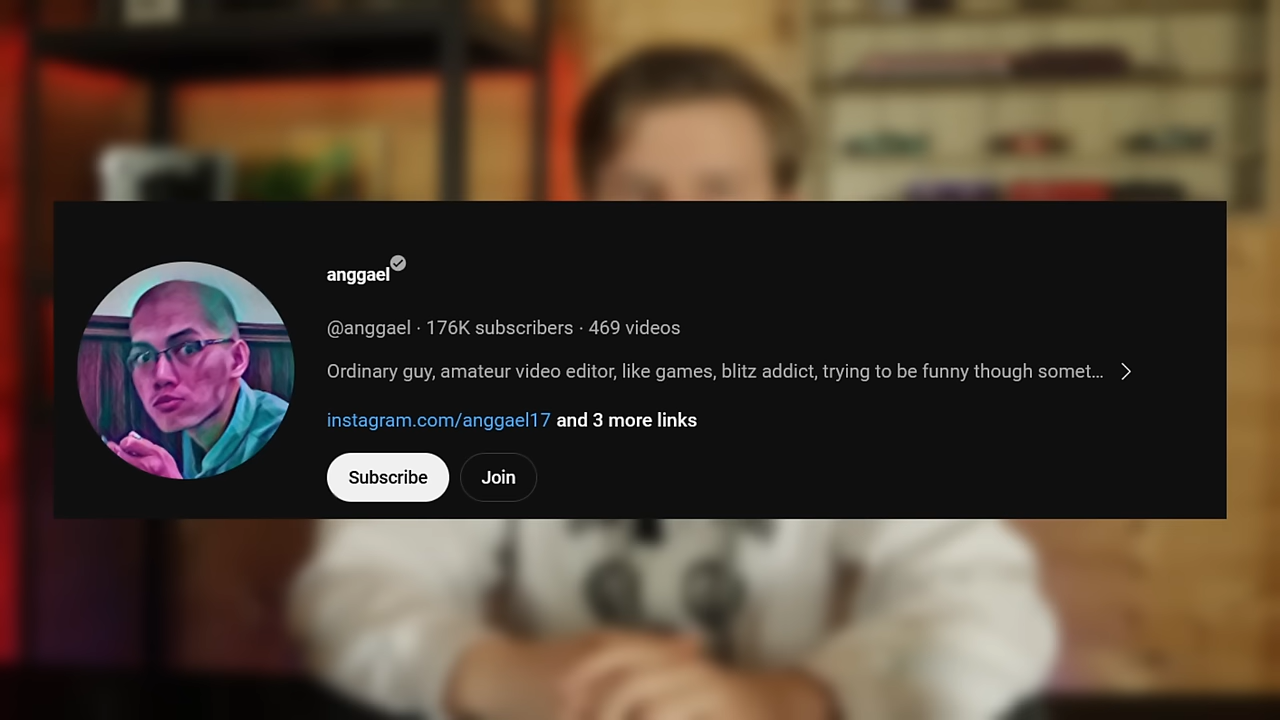 anggael
@anggael · 176K subscribers · 469 videos
Ordinary guy, amateur video editor, like games, blitz addict, trying to be funny though somet...
instagram.com/anggael17 and 3 more links
Subscribe Join